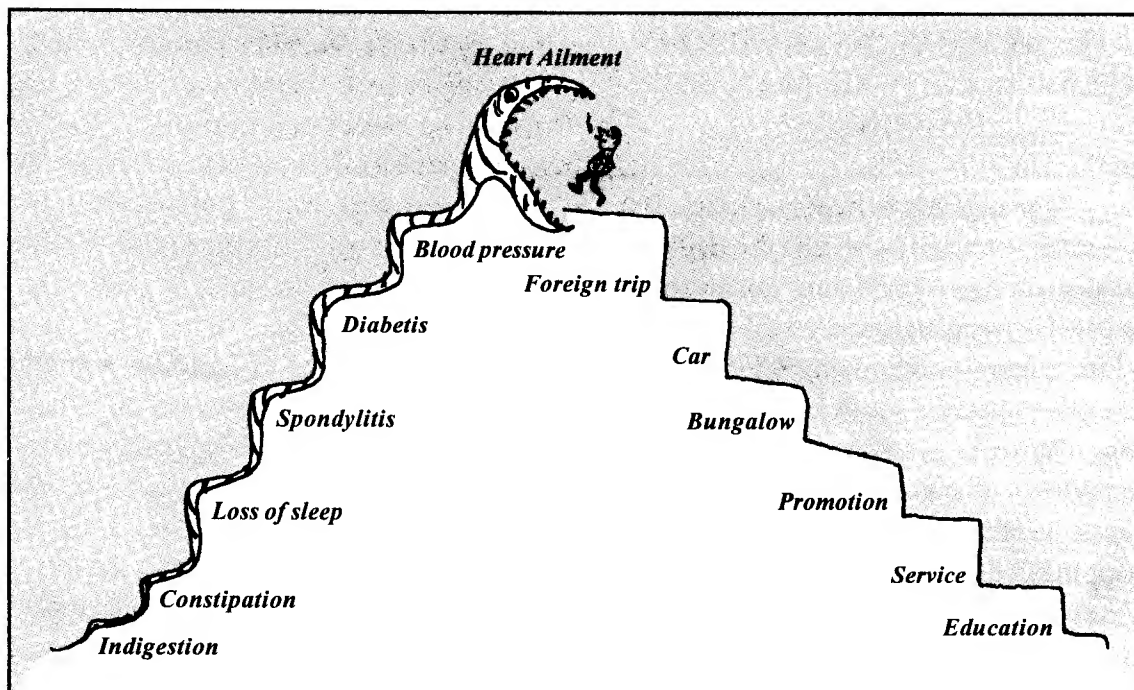 Heart Ailment
Blood pressure
Foreign trip
Diabetis
Car
Spondylitis
Bungalow
Loss of sleep
Promotion
Constipation
Service
Indigestion
Education